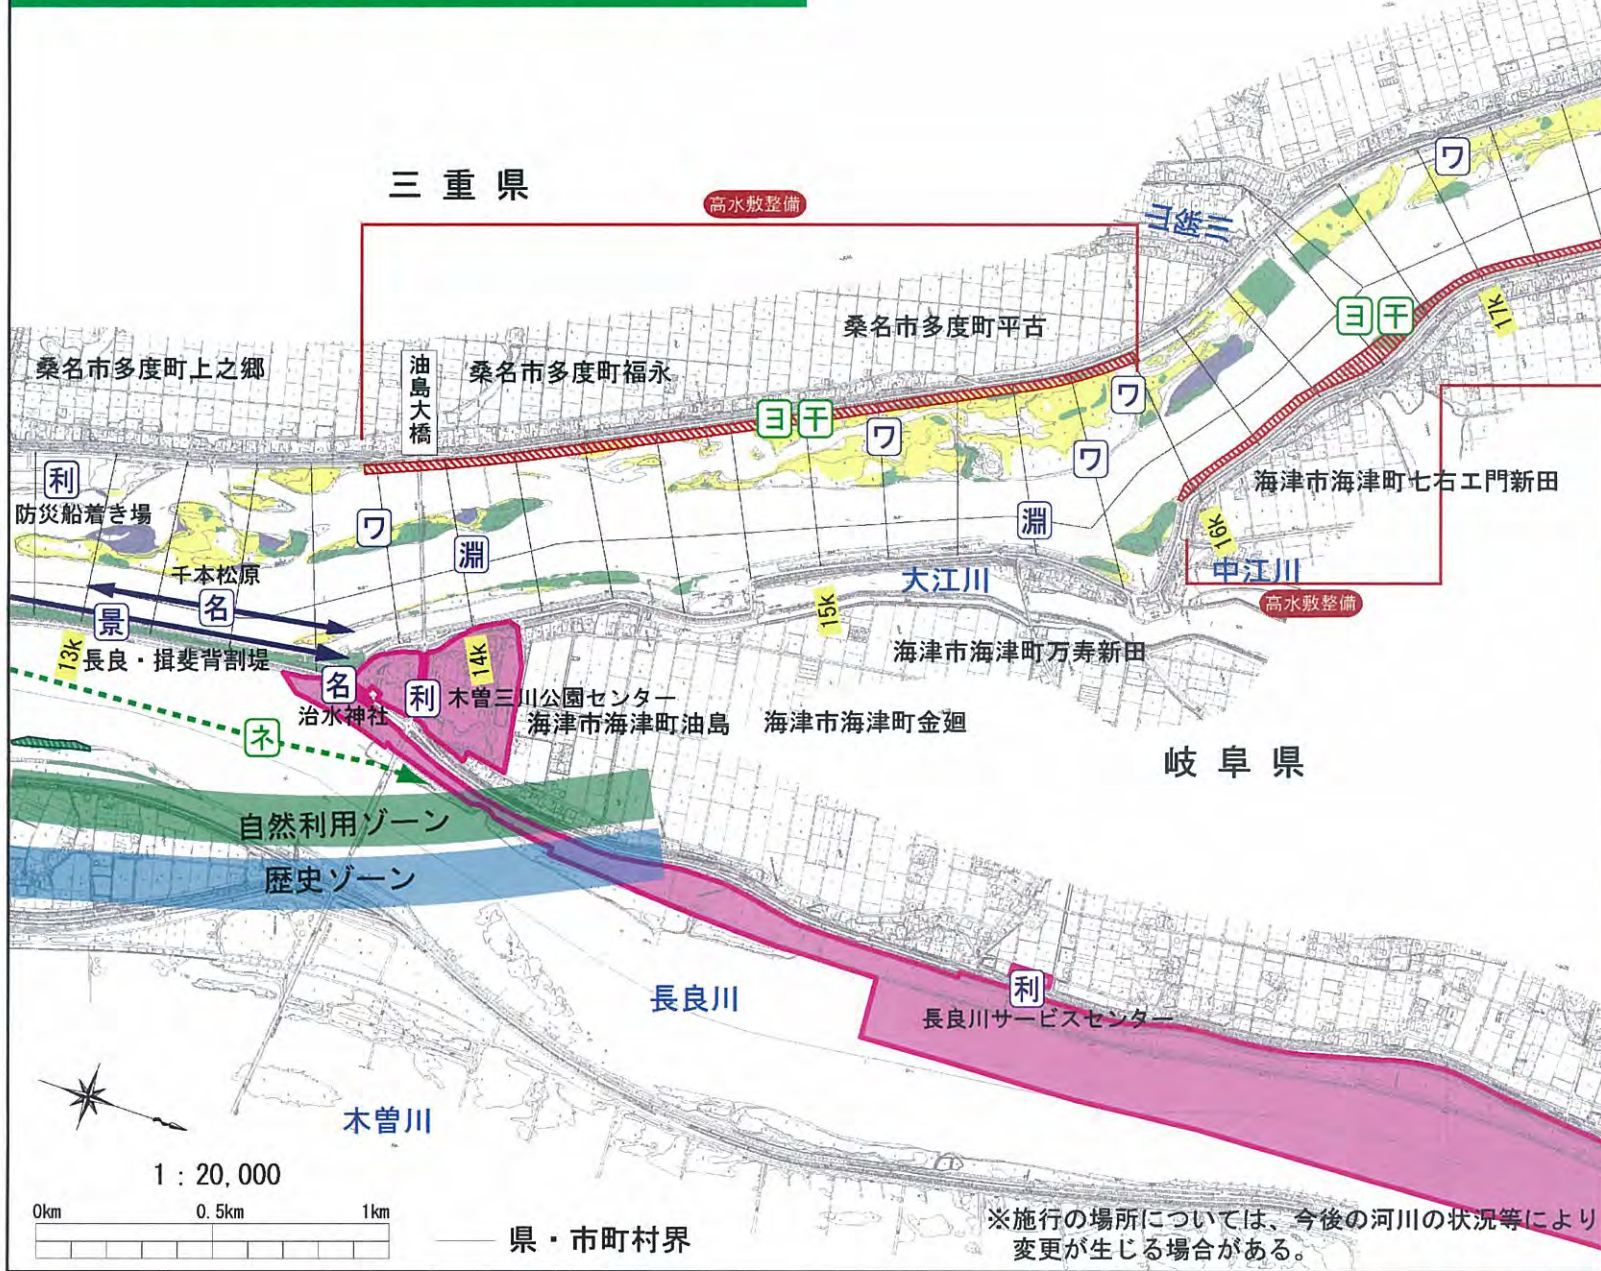 三重県
高水敷整備
山除川
ワ
桑名市多度町平古
ヨ 干
17k
桑名市多度町上之郷
油島大橋
桑名市多度町福永
ワ
ヨ 干
ワ
ワ
利
防災船着き場
海津市海津町七右エ門新田
ワ
淵
淵
16k
千本松原
名
大江川
中江川
高水敷整備
景
15k
13k
長良・揖斐背割堤
14k
海津市海津町万寿新田
名
利
木曽三川公園センター
治水神社
海津市海津町油島
海津市海津町金廻
ネ
岐阜県
自然利用ゾーン
歴史ゾーン
長良川
利
長良川サービスセンター
木曽川
1:20,000
0km 0.5km 1km
県・市町村界
※施行の場所については、今後の河川の状況等により
変更が生じる場合がある。